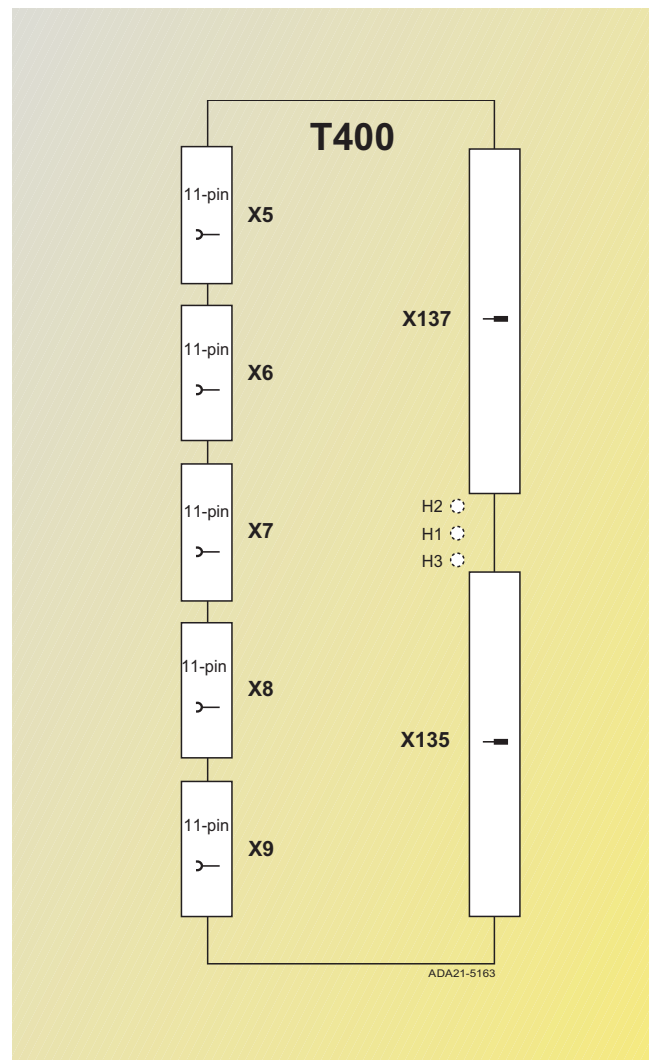 T400
11-pin
X5
X137
11-pin
X6
11-pin
X7
H2
H1
H3
11-pin
X8
X135
11-pin
X9
ADA21-5163